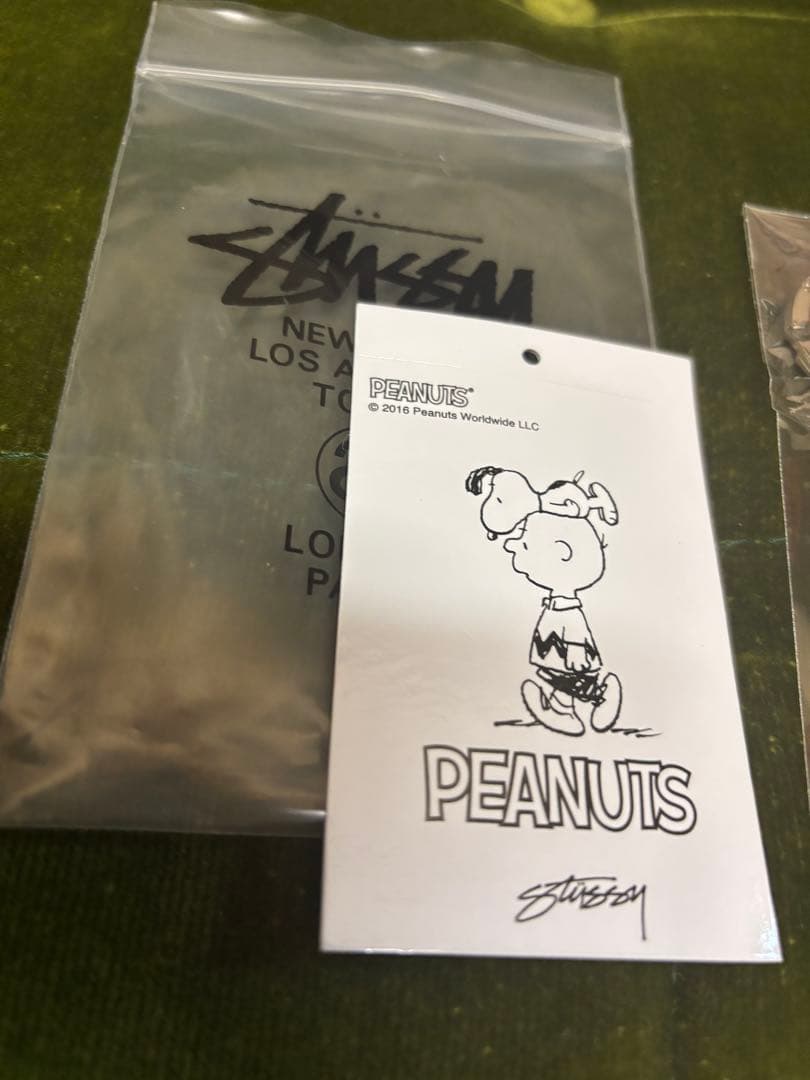 Stüssy
NEW
LOS A
TO
LO
PA
PEANUTS®
© 2016 Peanuts Worldwide LLC
PEANUTS
Stüssy